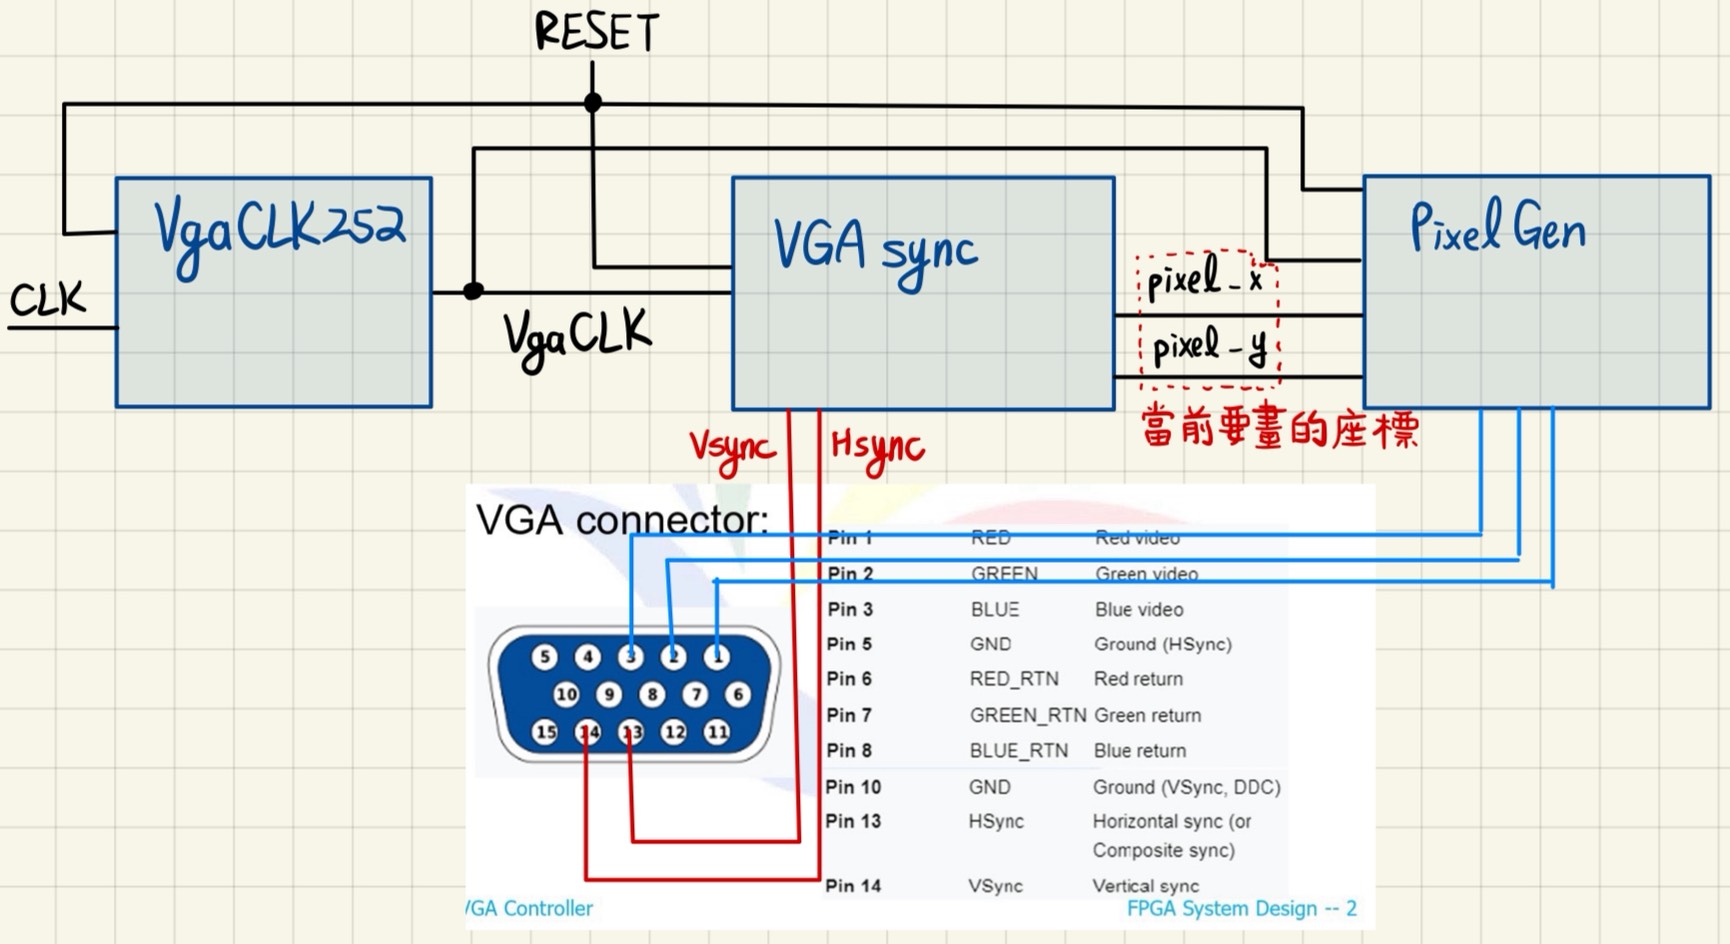 RESET
VgaCLK252
VGA sync
Pixel Gen
CLK
VgaCLK
pixel-x
pixel-y
當前要畫的座標
Vsync
Hsync
VGA connector:
Pin 1 RED Red video
Pin 2 GREEN Green video
Pin 3 BLUE Blue video
Pin 5 GND Ground (HSync)
Pin 6 RED_RTN Red return
Pin 7 GREEN_RTN Green return
Pin 8 BLUE_RTN Blue return
Pin 10 GND Ground (VSync, DDC)
Pin 13 HSync Horizontal sync (or
Composite sync)
Pin 14 VSync Vertical sync
5 4 3 2 1
10 9 8 7 6
15 14 13 12 11
VGA Controller
FPGA System Design -- 2